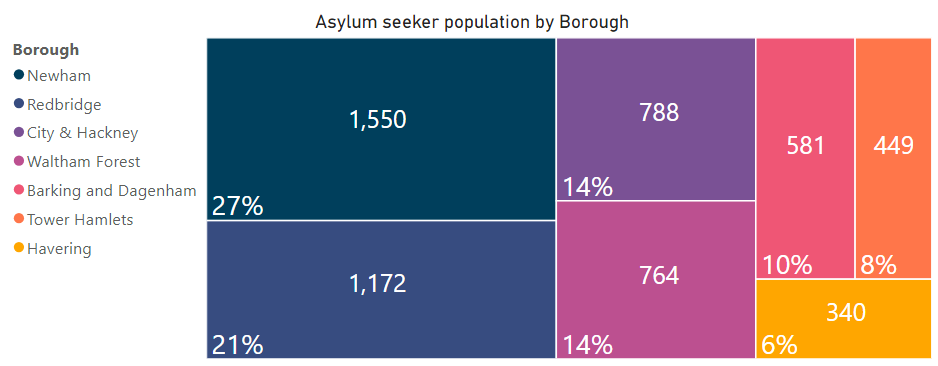 Asylum seeker population by Borough
Borough
Newham
Redbridge
City & Hackney
Waltham Forest
Barking and Dagenham
Tower Hamlets
Havering
1,550
27%
1,172
21%
788
14%
764
14%
581
10%
449
8%
340
6%